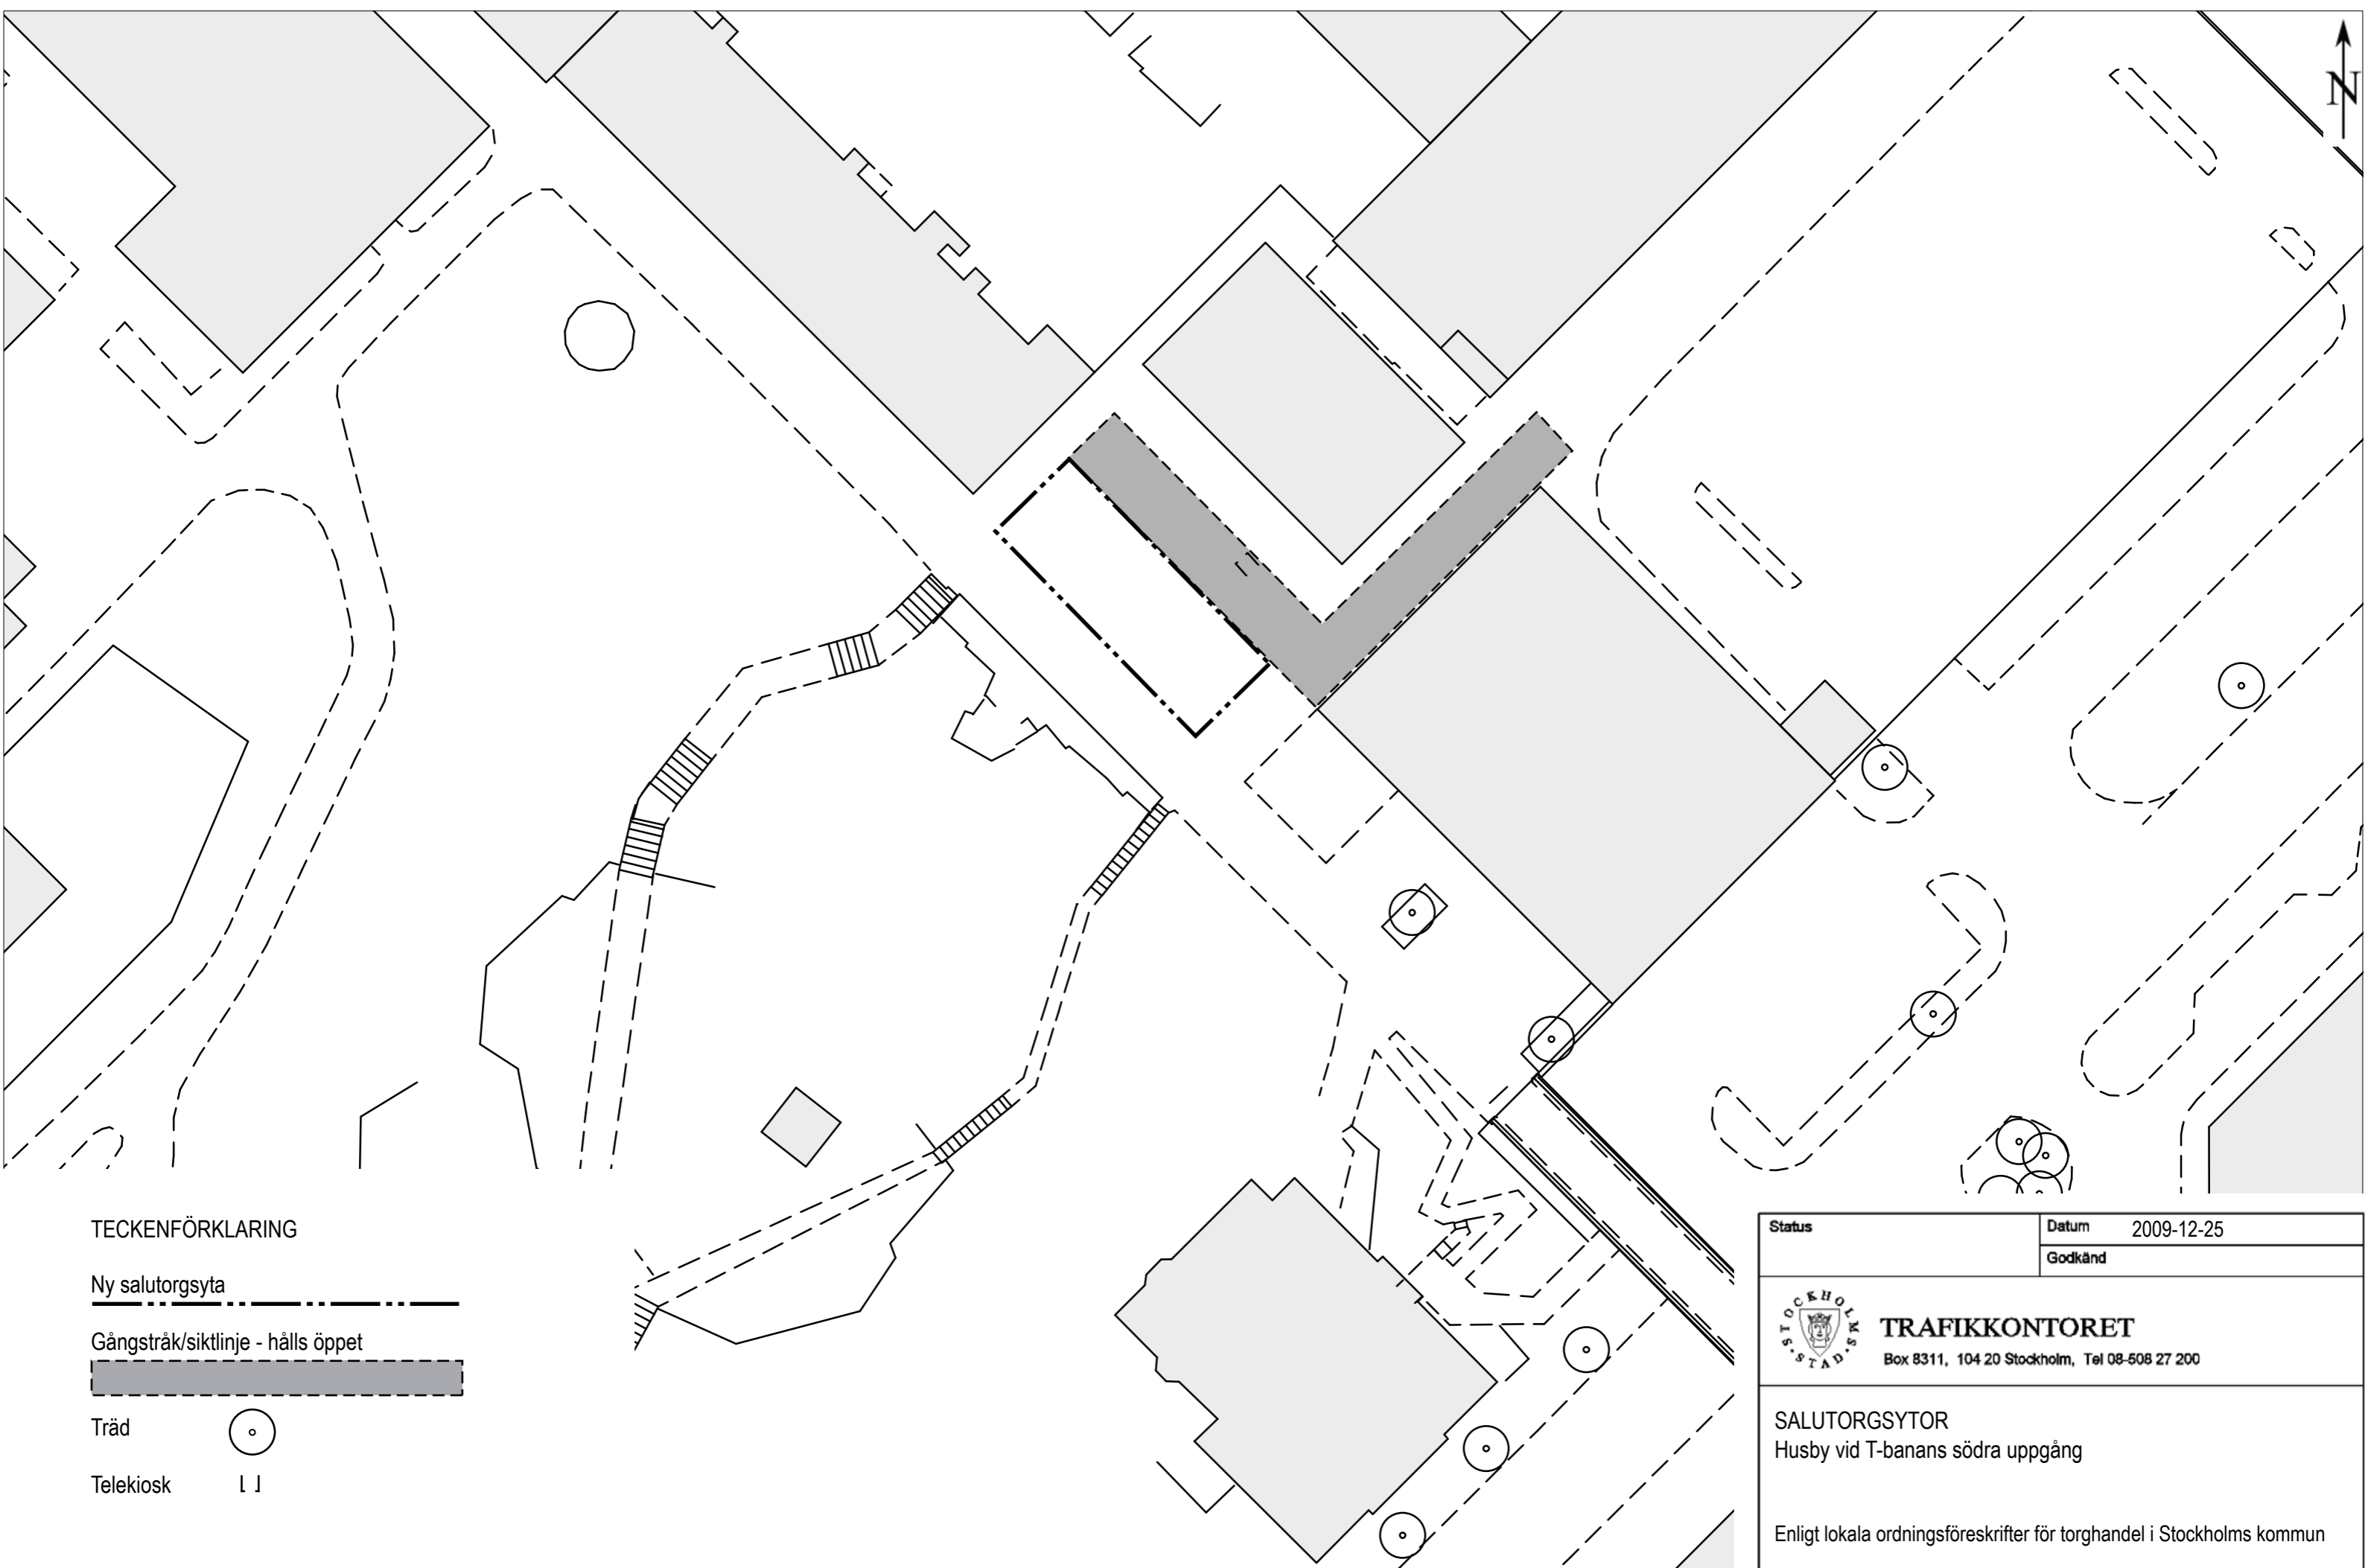 N
TECKENFÖRKLARING
Ny salutorgsyta
Gångstråk/siktlinje - hålls öppet
Träd
Telekiosk
Status
Datum 2009-12-25
Godkänd
STOCKHOLMS STAD
TRAFIKKONTORET
Box 8311, 104 20 Stockholm, Tel 08-508 27 200
SALUTORGSYTOR
Husby vid T-banans södra uppgång
Enligt lokala ordningsföreskrifter för torghandel i Stockholms kommun